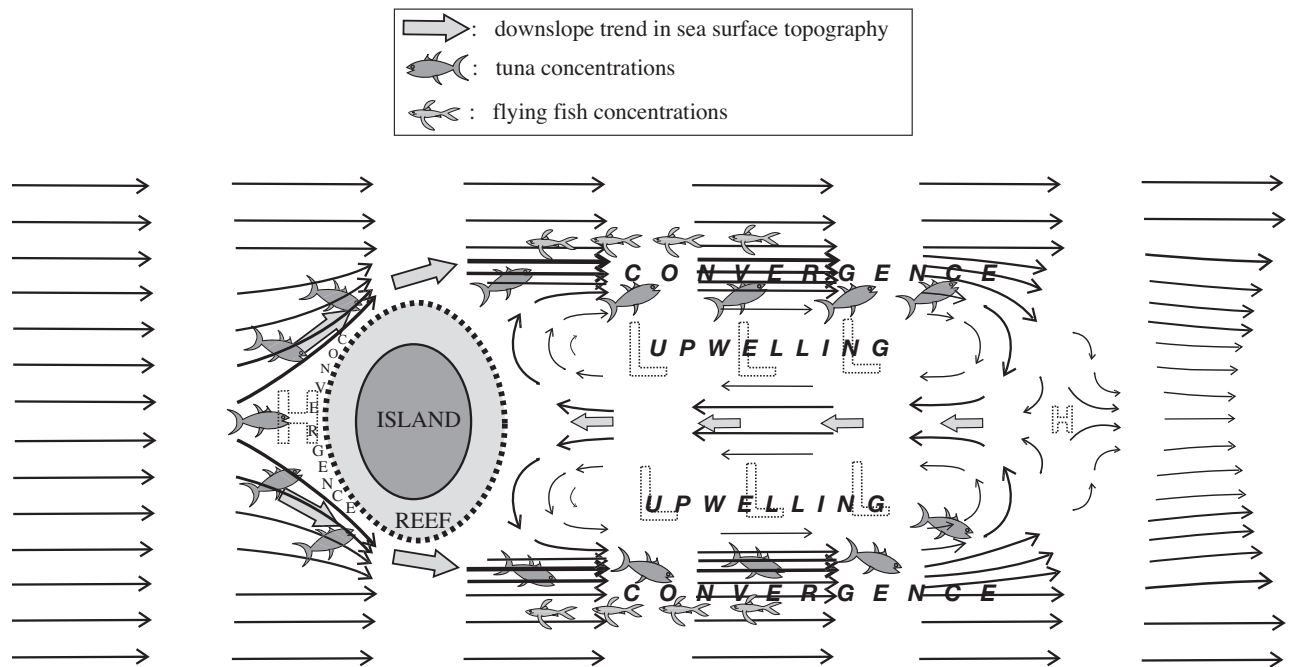 : downslope trend in sea surface topography
: tuna concentrations
: flying fish concentrations
CONVERGENCE
CONVERGENCE
L L L
UPWELLING
H
ISLAND
H
REEF
L L L
UPWELLING
CONVERGENCE